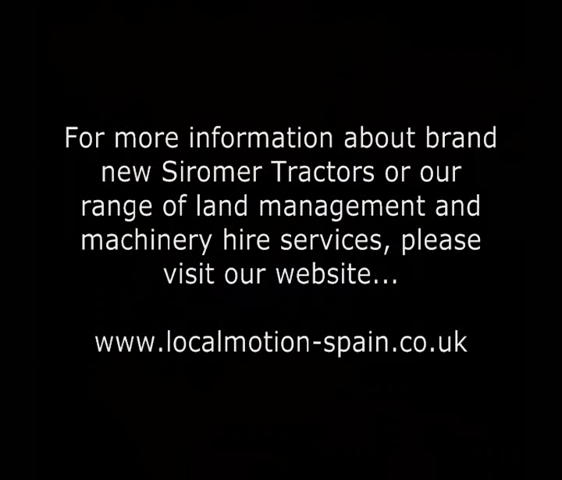 For more information about brand
new Siromer Tractors or our
range of land management and
machinery hire services, please
visit our website...
www.localmotion-spain.co.uk